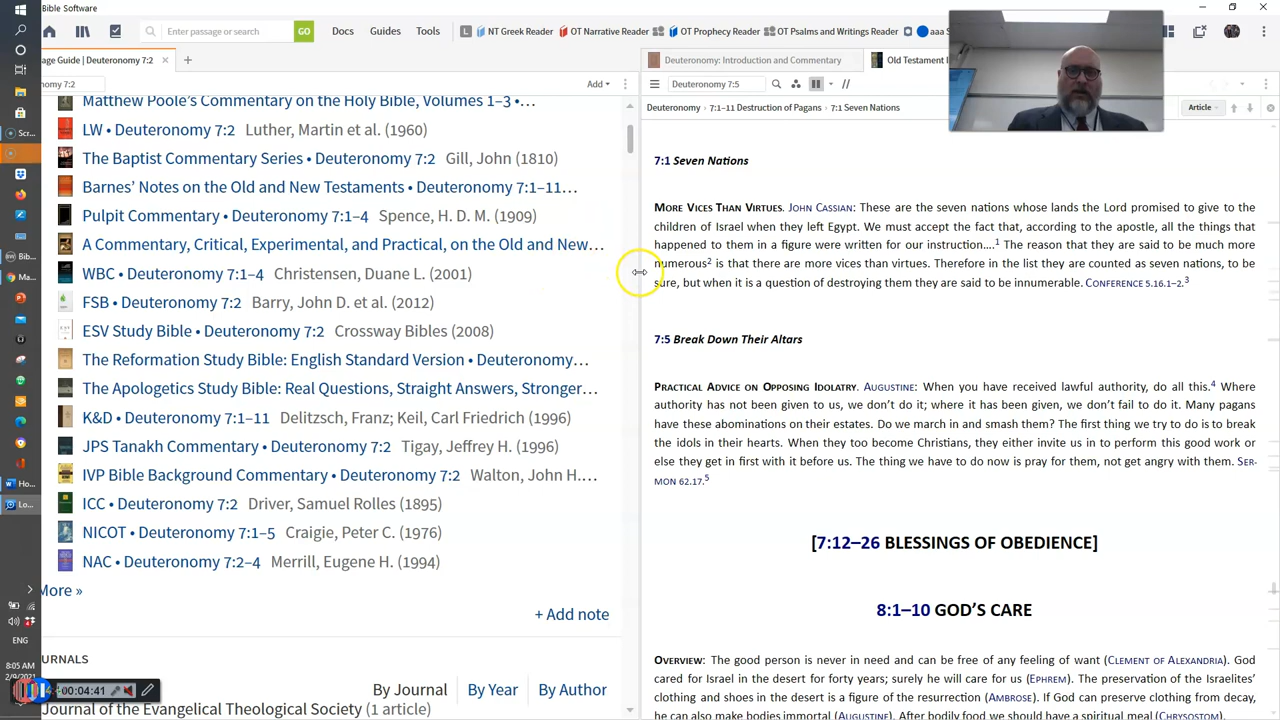 Bible Software
Enter passage or search
GO
Docs
Guides
Tools
L
NT Greek Reader
OT Narrative Reader
OT Prophecy Reader
OT Psalms and Writings Reader
aaa S
age Guide | Deuteronomy 7:2
Deuteronomy: Introduction and Commentary
Old Testament I
omy 7:2
Add
Deuteronomy 7:5
Deuteronomy › 7:1–11 Destruction of Pagans › 7:1 Seven Nations
Article
Matthew Poole's Commentary on the Holy Bible, Volumes 1–3 •…
LW • Deuteronomy 7:2 Luther, Martin et al. (1960)
The Baptist Commentary Series • Deuteronomy 7:2 Gill, John (1810)
Barnes' Notes on the Old and New Testaments • Deuteronomy 7:1–11…
Pulpit Commentary • Deuteronomy 7:1–4 Spence, H. D. M. (1909)
A Commentary, Critical, Experimental, and Practical, on the Old and New…
WBC • Deuteronomy 7:1–4 Christensen, Duane L. (2001)
FSB • Deuteronomy 7:2 Barry, John D. et al. (2012)
ESV Study Bible • Deuteronomy 7:2 Crossway Bibles (2008)
The Reformation Study Bible: English Standard Version • Deuteronomy…
The Apologetics Study Bible: Real Questions, Straight Answers, Stronger…
K&D • Deuteronomy 7:1–11 Delitzsch, Franz; Keil, Carl Friedrich (1996)
JPS Tanakh Commentary • Deuteronomy 7:2 Tigay, Jeffrey H. (1996)
IVP Bible Background Commentary • Deuteronomy 7:2 Walton, John H.…
ICC • Deuteronomy 7:2 Driver, Samuel Rolles (1895)
NICOT • Deuteronomy 7:1–5 Craigie, Peter C. (1976)
NAC • Deuteronomy 7:2–4 Merrill, Eugene H. (1994)
More »
+ Add note
URNALS
By Journal By Year By Author
Journal of the Evangelical Theological Society (1 article)
7:1 Seven Nations
MORE VICES THAN VIRTUES. JOHN CASSIAN: These are the seven nations whose lands the Lord promised to give to the
children of Israel when they left Egypt. We must accept the fact that, according to the apostle, all the things that
happened to them in a figure were written for our instruction….1 The reason that they are said to be much more
numerous2 is that there are more vices than virtues. Therefore in the list they are counted as seven nations, to be
sure, but when it is a question of destroying them they are said to be innumerable. CONFERENCE 5.16.1–2.3
7:5 Break Down Their Altars
PRACTICAL ADVICE ON OPPOSING IDOLATRY. AUGUSTINE: When you have received lawful authority, do all this.4 Where
authority has not been given to us, we don't do it; where it has been given, we don't fail to do it. Many pagans
have these abominations on their estates. Do we march in and smash them? The first thing we try to do is to break
the idols in their hearts. When they too become Christians, they either invite us in to perform this good work or
else they get in first with it before us. The thing we have to do now is pray for them, not get angry with them. SER-
MON 62.17.5
[7:12–26 BLESSINGS OF OBEDIENCE]
8:1–10 GOD'S CARE
OVERVIEW: The good person is never in need and can be free of any feeling of want (CLEMENT OF ALEXANDRIA). God
cared for Israel in the desert for forty years; surely he will care for us (EPHREM). The preservation of the Israelites'
clothing and shoes in the desert is a figure of the resurrection (AMBROSE). If God can preserve clothing from decay,
he can also make bodies immortal (AUGUSTINE). After bodily food we should have a spiritual meal (CHRYSOSTOM).
Scr...
Bib...
Ho...
Lo...
ENG
8:05 AM
2/9/2021
00:04:41